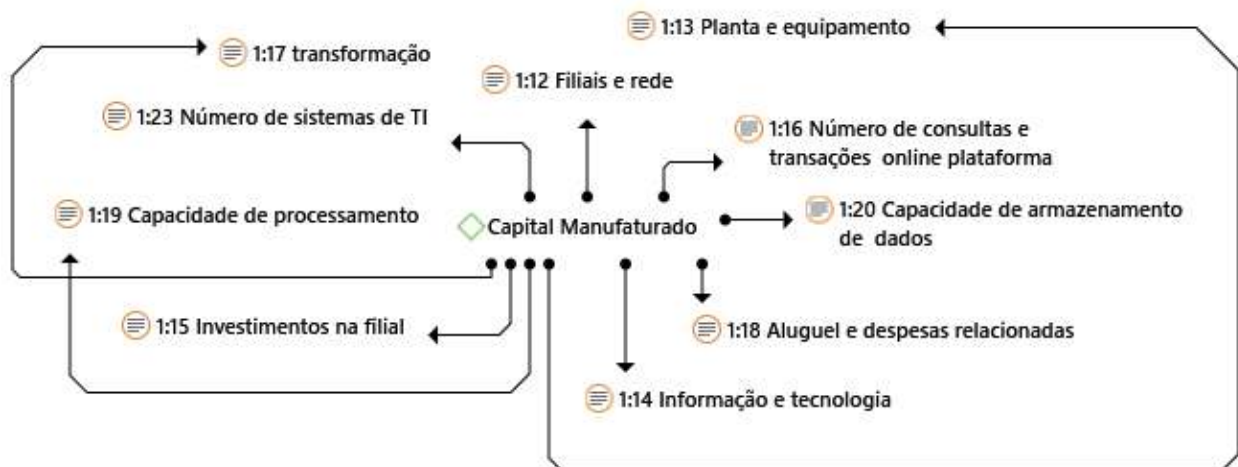 1:13 Planta e equipamento
1:17 transformação
1:12 Filiais e rede
1:23 Número de sistemas de TI
1:16 Número de consultas e
transações online plataforma
1:19 Capacidade de processamento
1:20 Capacidade de armazenamento
de dados
Capital Manufaturado
1:15 Investimentos na filial
1:18 Aluguel e despesas relacionadas
1:14 Informação e tecnologia